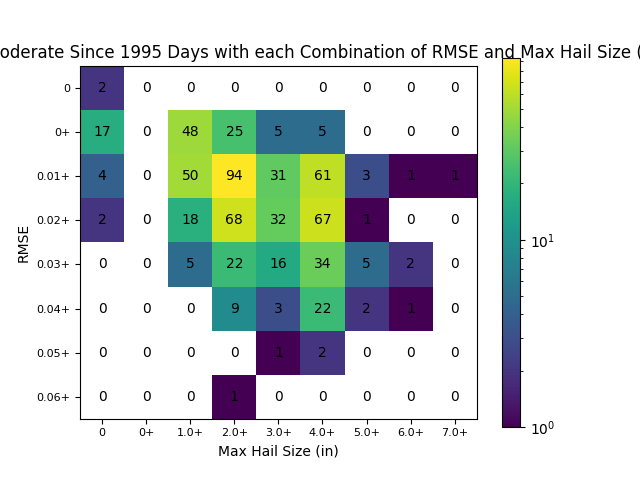 oderate Since 1995 Days with each Combination of RMSE and Max Hail Size (
0 2 0 0 0 0 0 0 0 0
0+ 17 0 48 25 5 5 0 0 0
0.01+ 4 0 50 94 31 61 3 1 1
0.02+ 2 0 18 68 32 67 1 0 0
0.03+ 0 0 5 22 16 34 5 2 0
0.04+ 0 0 0 9 3 22 2 1 0
0.05+ 0 0 0 0 1 2 0 0 0
0.06+ 0 0 0 1 0 0 0 0 0
0 0+ 1.0+ 2.0+ 3.0+ 4.0+ 5.0+ 6.0+ 7.0+
Max Hail Size (in)
RMSE
10¹
10⁰